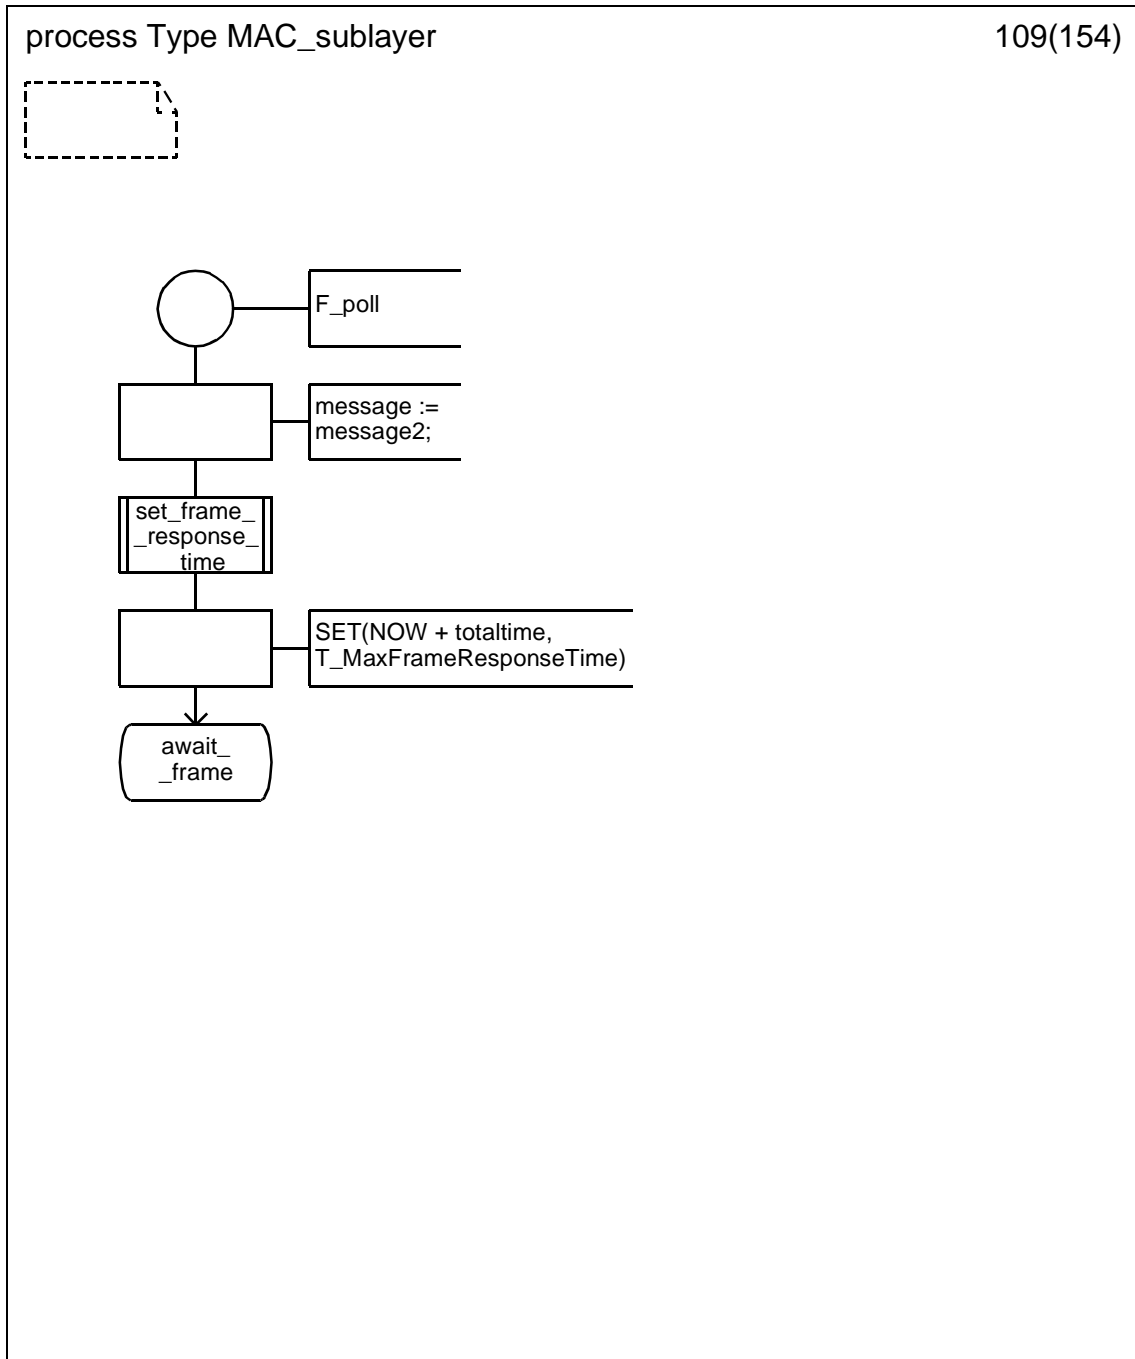 process Type MAC_sublayer
109(154)
F_poll
message :=
message2;
set_frame_
_response_
time
SET(NOW + totaltime,
T_MaxFrameResponseTime)
await_
_frame